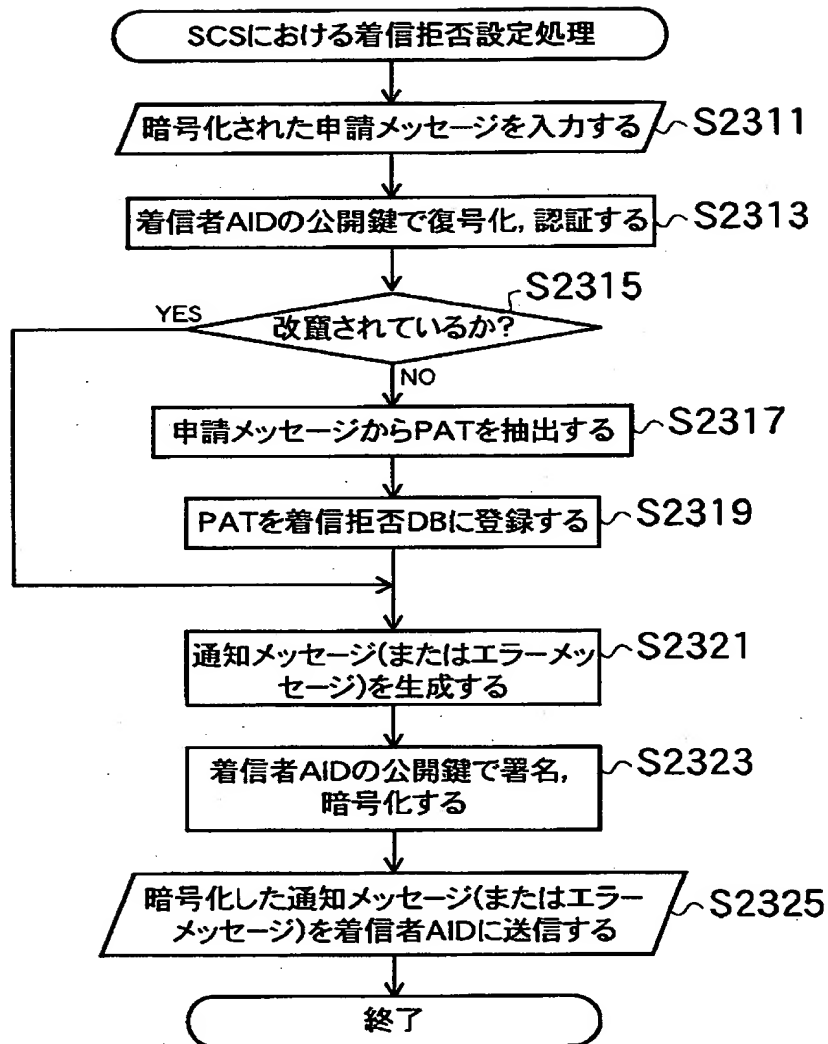 SCSにおける着信拒否設定処理
暗号化された申請メッセージを入力する
S2311
着信者AIDの公開鍵で復号化, 認証する
S2313
S2315
YES
改竄されているか?
NO
申請メッセージからPATを抽出する
S2317
PATを着信拒否DBに登録する
S2319
通知メッセージ(またはエラーメッ
セージ)を生成する
S2321
着信者AIDの公開鍵で署名,
暗号化する
S2323
暗号化した通知メッセージ(またはエラー
メッセージ)を着信者AIDに送信する
S2325
終了